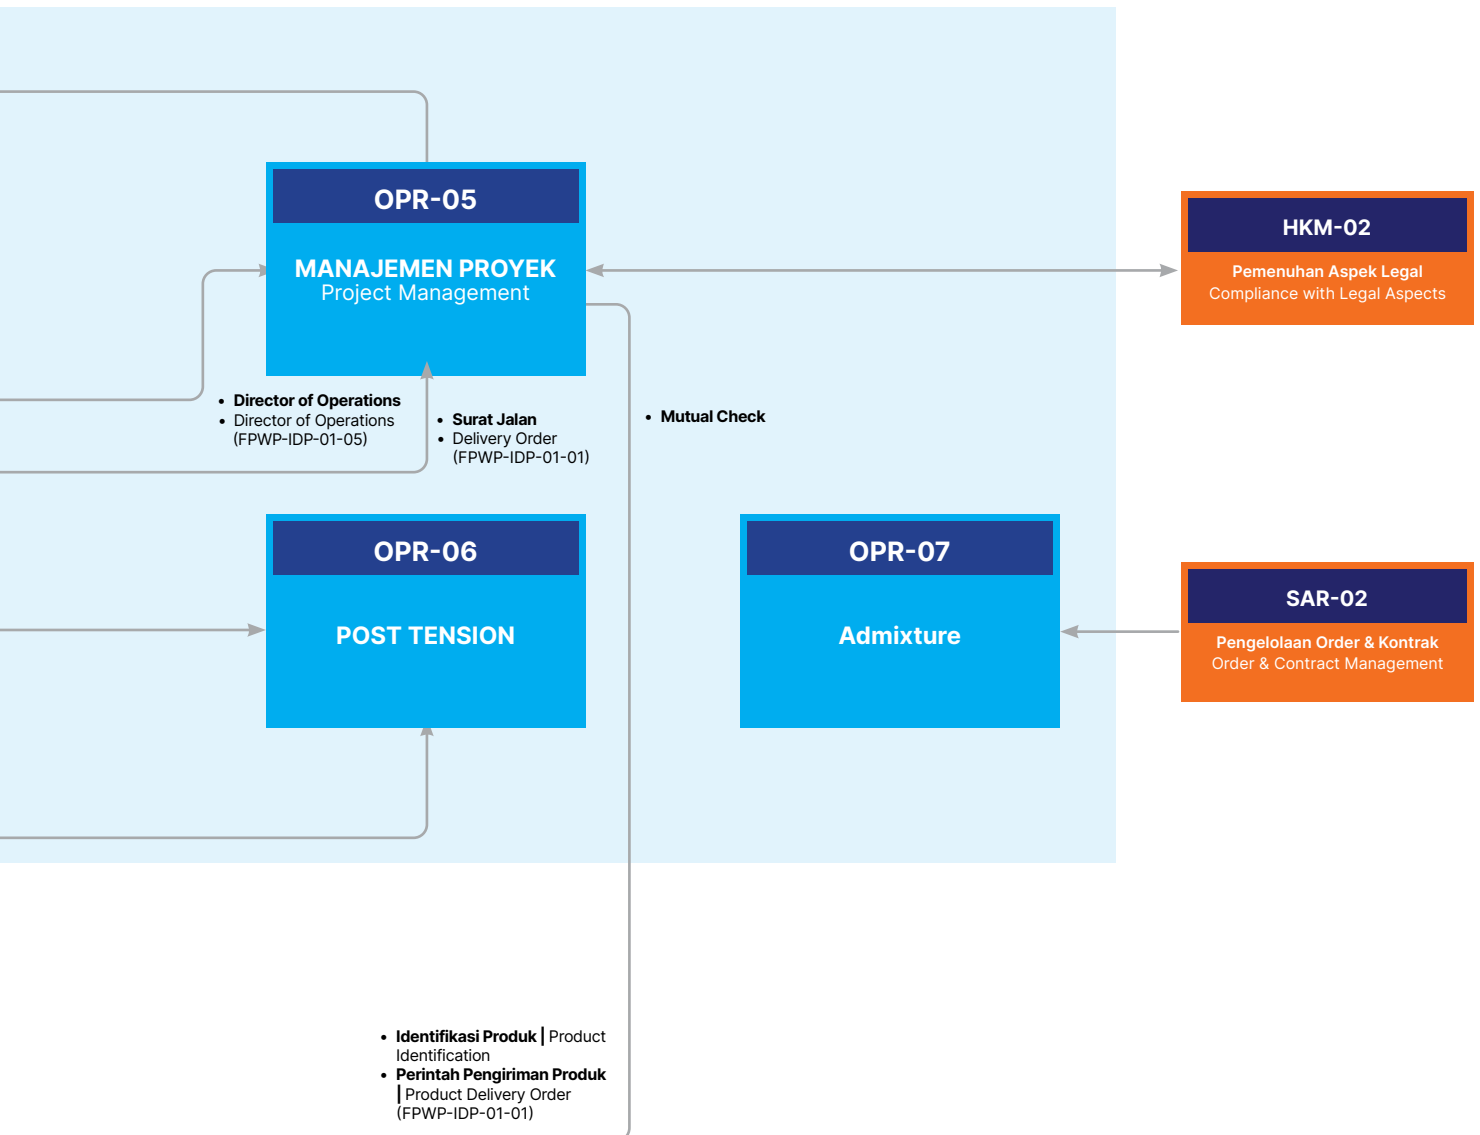 OPR-05
MANAJEMEN PROYEK
Project Management
HKM-02
Pemenuhan Aspek Legal
Compliance with Legal Aspects
• Director of Operations
• Director of Operations
(FPWP-IDP-01-05)
• Surat Jalan
• Delivery Order
(FPWP-IDP-01-01)
• Mutual Check
OPR-06
POST TENSION
OPR-07
Admixture
SAR-02
Pengelolaan Order & Kontrak
Order & Contract Management
• Identifikasi Produk | Product
Identification
• Perintah Pengiriman Produk
| Product Delivery Order
(FPWP-IDP-01-01)